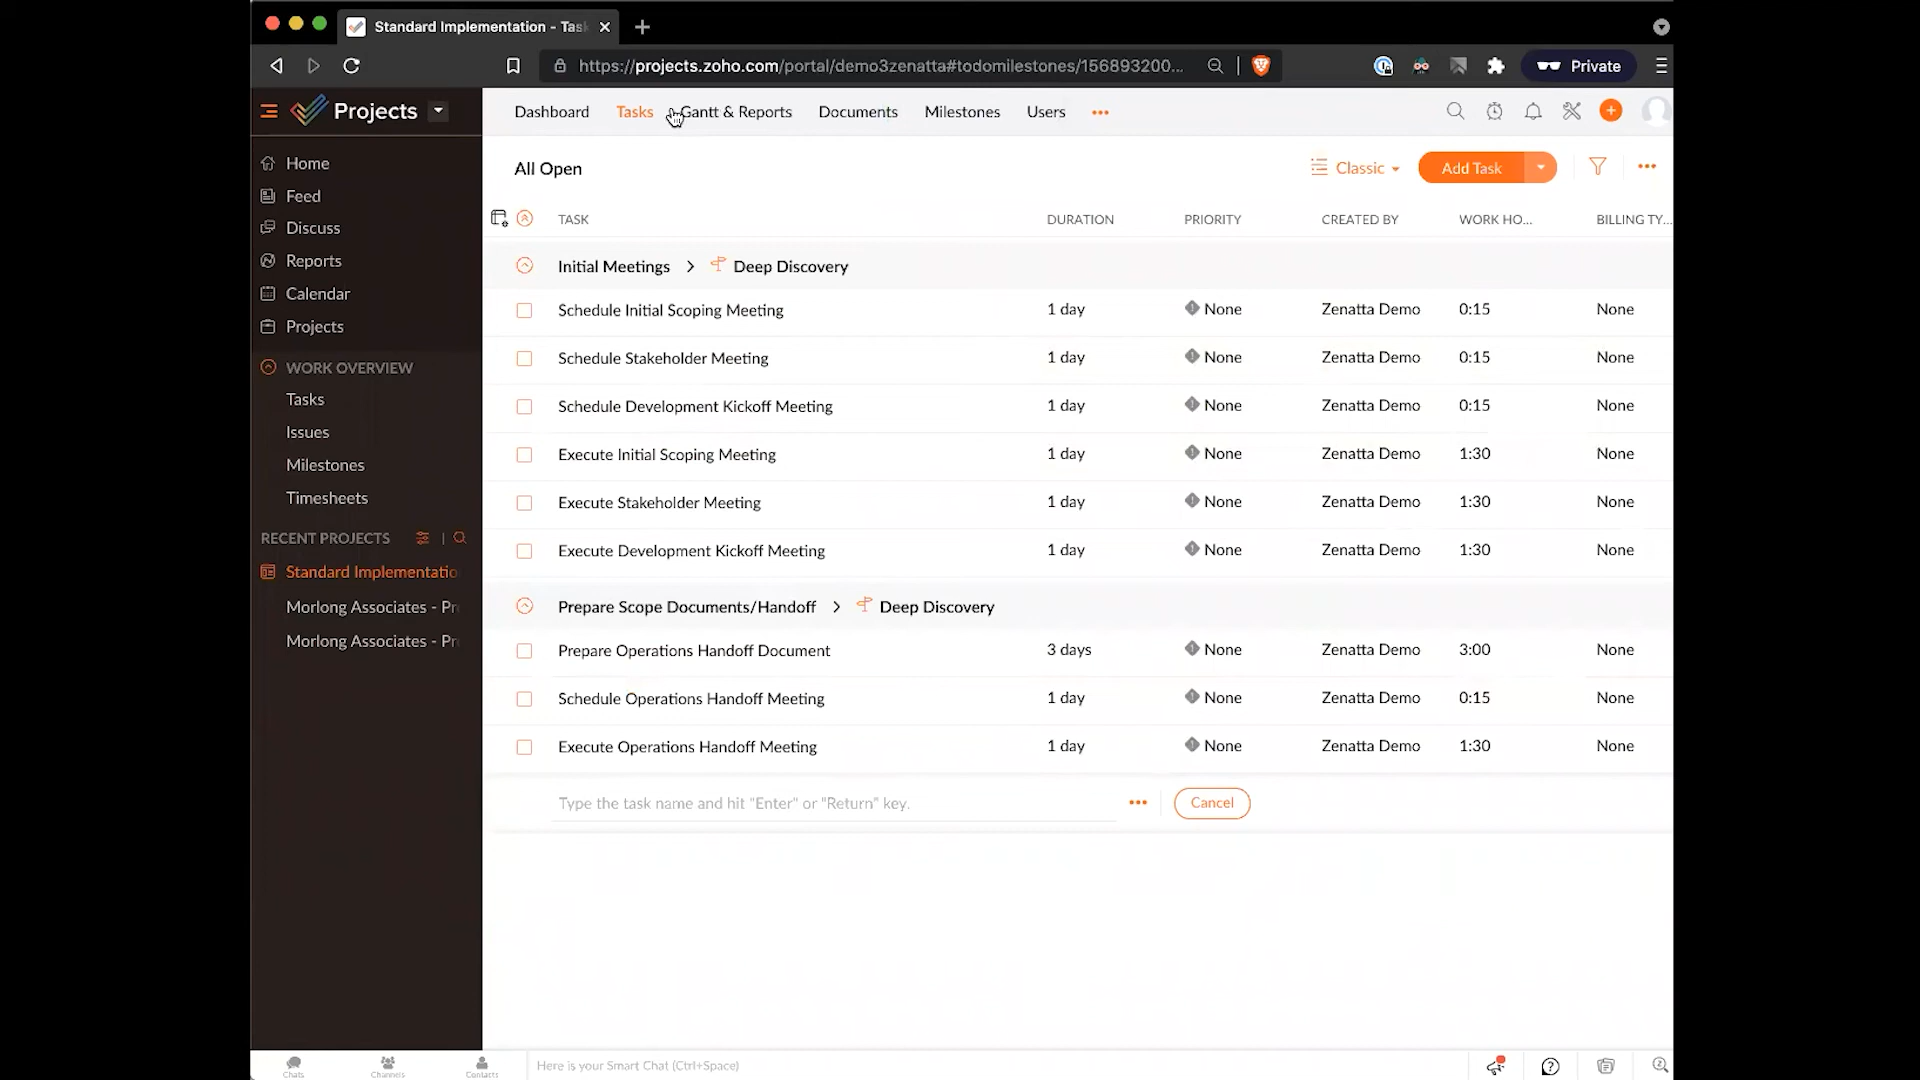 Standard Implementation - Tas
https://projects.zoho.com/portal/demo3zenatta#todomilestones/156893200...
Private
Projects
Dashboard
Tasks
Gantt & Reports
Documents
Milestones
Users
Home
Feed
Discuss
Reports
Calendar
Projects
WORK OVERVIEW
Tasks
Issues
Milestones
Timesheets
RECENT PROJECTS
Standard Implementatio
Morlong Associates - Pr
Morlong Associates - Pr
All Open
Classic
Add Task
TASK DURATION PRIORITY CREATED BY WORK HO... BILLING TY...
Initial Meetings > Deep Discovery
Schedule Initial Scoping Meeting 1 day None Zenatta Demo 0:15 None
Schedule Stakeholder Meeting 1 day None Zenatta Demo 0:15 None
Schedule Development Kickoff Meeting 1 day None Zenatta Demo 0:15 None
Execute Initial Scoping Meeting 1 day None Zenatta Demo 1:30 None
Execute Stakeholder Meeting 1 day None Zenatta Demo 1:30 None
Execute Development Kickoff Meeting 1 day None Zenatta Demo 1:30 None
Prepare Scope Documents/Handoff > Deep Discovery
Prepare Operations Handoff Document 3 days None Zenatta Demo 3:00 None
Schedule Operations Handoff Meeting 1 day None Zenatta Demo 0:15 None
Execute Operations Handoff Meeting 1 day None Zenatta Demo 1:30 None
Type the task name and hit "Enter" or "Return" key.
Cancel
Chats
Channels
Contacts
Here is your Smart Chat (Ctrl+Space)